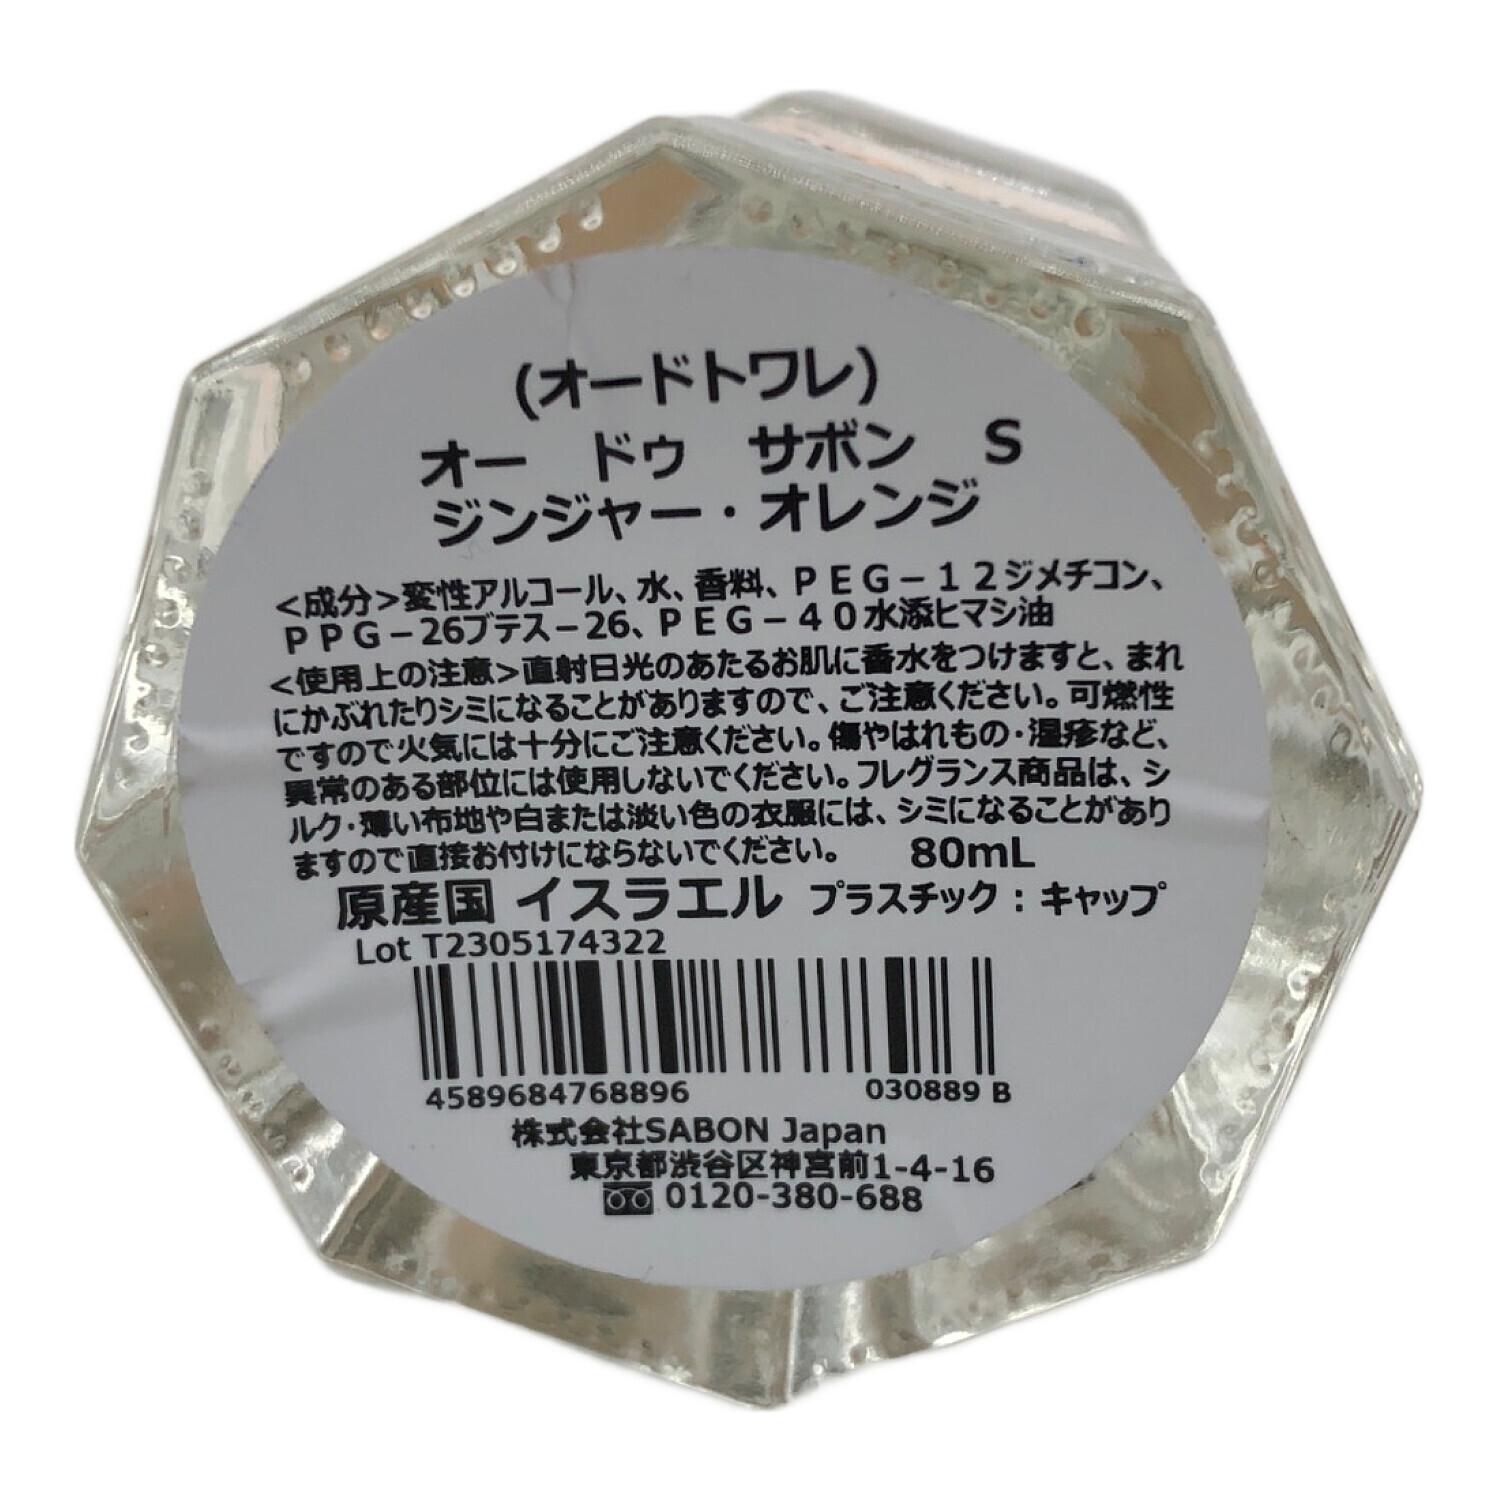 (オードトワレ)
オー　ドゥ　サボン　S
ジンジャー・オレンジ
<成分>変性アルコール、水、香料、ＰＥＧ－１２ジメチコン、
ＰＰＧ－26ブテス－26、ＰＥＧ－４０水添ヒマシ油
<使用上の注意>直射日光のあたるお肌に香水をつけますと、まれ
にかぶれたりシミになることがありますので、ご注意ください。可燃性
ですので火気には十分にご注意ください。傷やはれもの・湿疹など、
異常のある部位には使用しないでください。フレグランス商品は、シ
ルク・薄い布地や白または淡い色の衣服には、シミになることがあり
ますので直接お付けにならないでください。　80mL
原産国 イスラエル プラスチック：キャップ
Lot T2305174322
4589684768896 030889 B
株式会社SABON Japan
東京都渋谷区神宮前1-4-16
0120-380-688